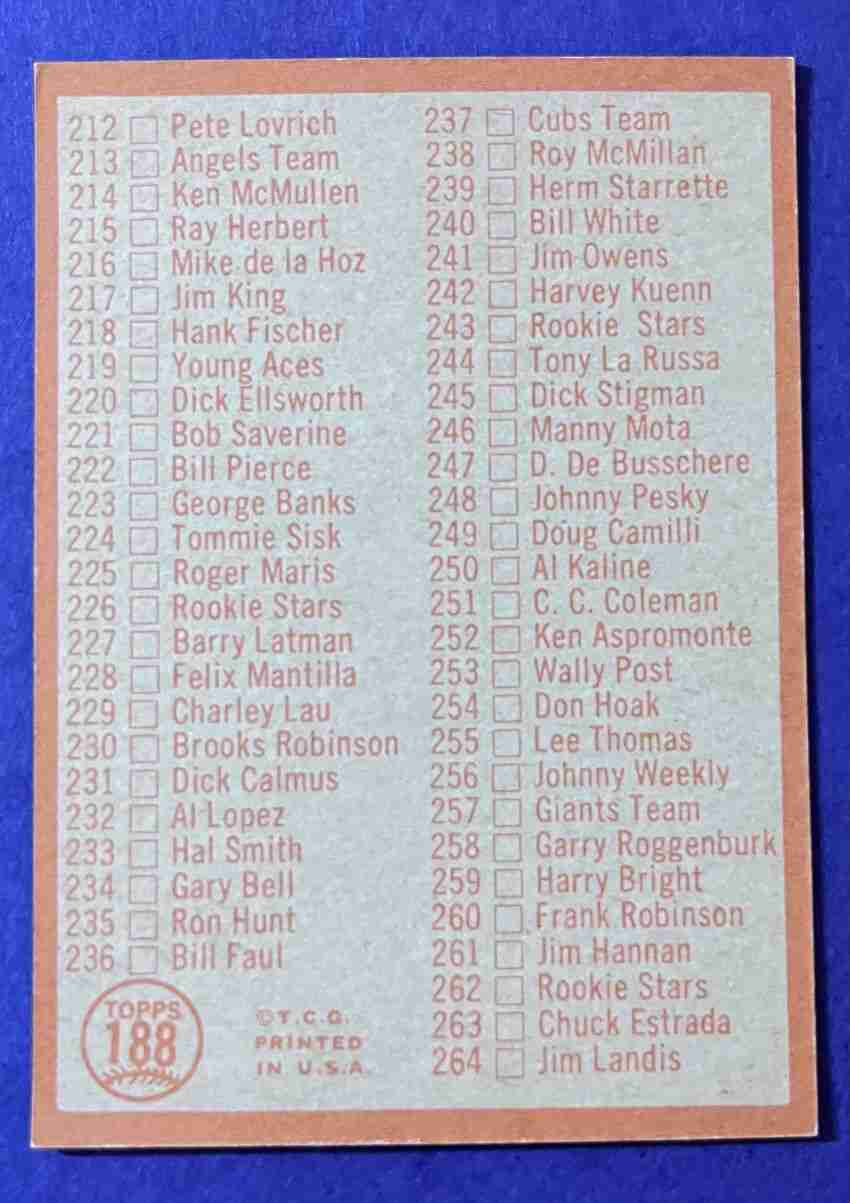 212 Pete Lovrich
213 Angels Team
214 Ken McMullen
215 Ray Herbert
216 Mike de la Hoz
217 Jim King
218 Hank Fischer
219 Young Aces
220 Dick Ellsworth
221 Bob Saverine
222 Bill Pierce
223 George Banks
224 Tommie Sisk
225 Roger Maris
226 Rookie Stars
227 Barry Latman
228 Felix Mantilla
229 Charley Lau
230 Brooks Robinson
231 Dick Calmus
232 Al Lopez
233 Hal Smith
234 Gary Bell
235 Ron Hunt
236 Bill Faul
TOPPS
188
©T.C.G.
PRINTED
IN U.S.A.
237 Cubs Team
238 Roy McMillan
239 Herm Starrette
240 Bill White
241 Jim Owens
242 Harvey Kuenn
243 Rookie Stars
244 Tony La Russa
245 Dick Stigman
246 Manny Mota
247 D. De Busschere
248 Johnny Pesky
249 Doug Camilli
250 Al Kaline
251 C. C. Coleman
252 Ken Aspromonte
253 Wally Post
254 Don Hoak
255 Lee Thomas
256 Johnny Weekly
257 Giants Team
258 Garry Roggenburk
259 Harry Bright
260 Frank Robinson
261 Jim Hannan
262 Rookie Stars
263 Chuck Estrada
264 Jim Landis